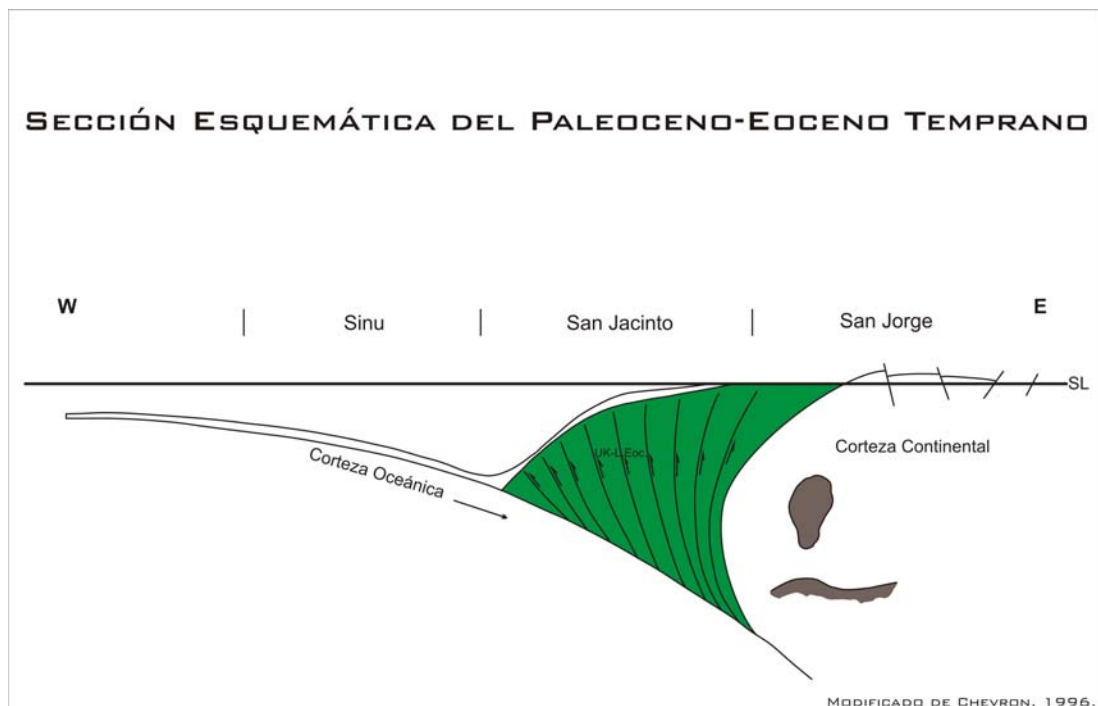 SECCIÓN ESQUEMÁTICA DEL PALEOCENO-EOCENO TEMPRANO
W
E
Sinu
San Jacinto
San Jorge
SL
UK-L.Eoc.
Corteza Continental
Corteza Oceánica
MODIFICADO DE CHEVRON, 1996.